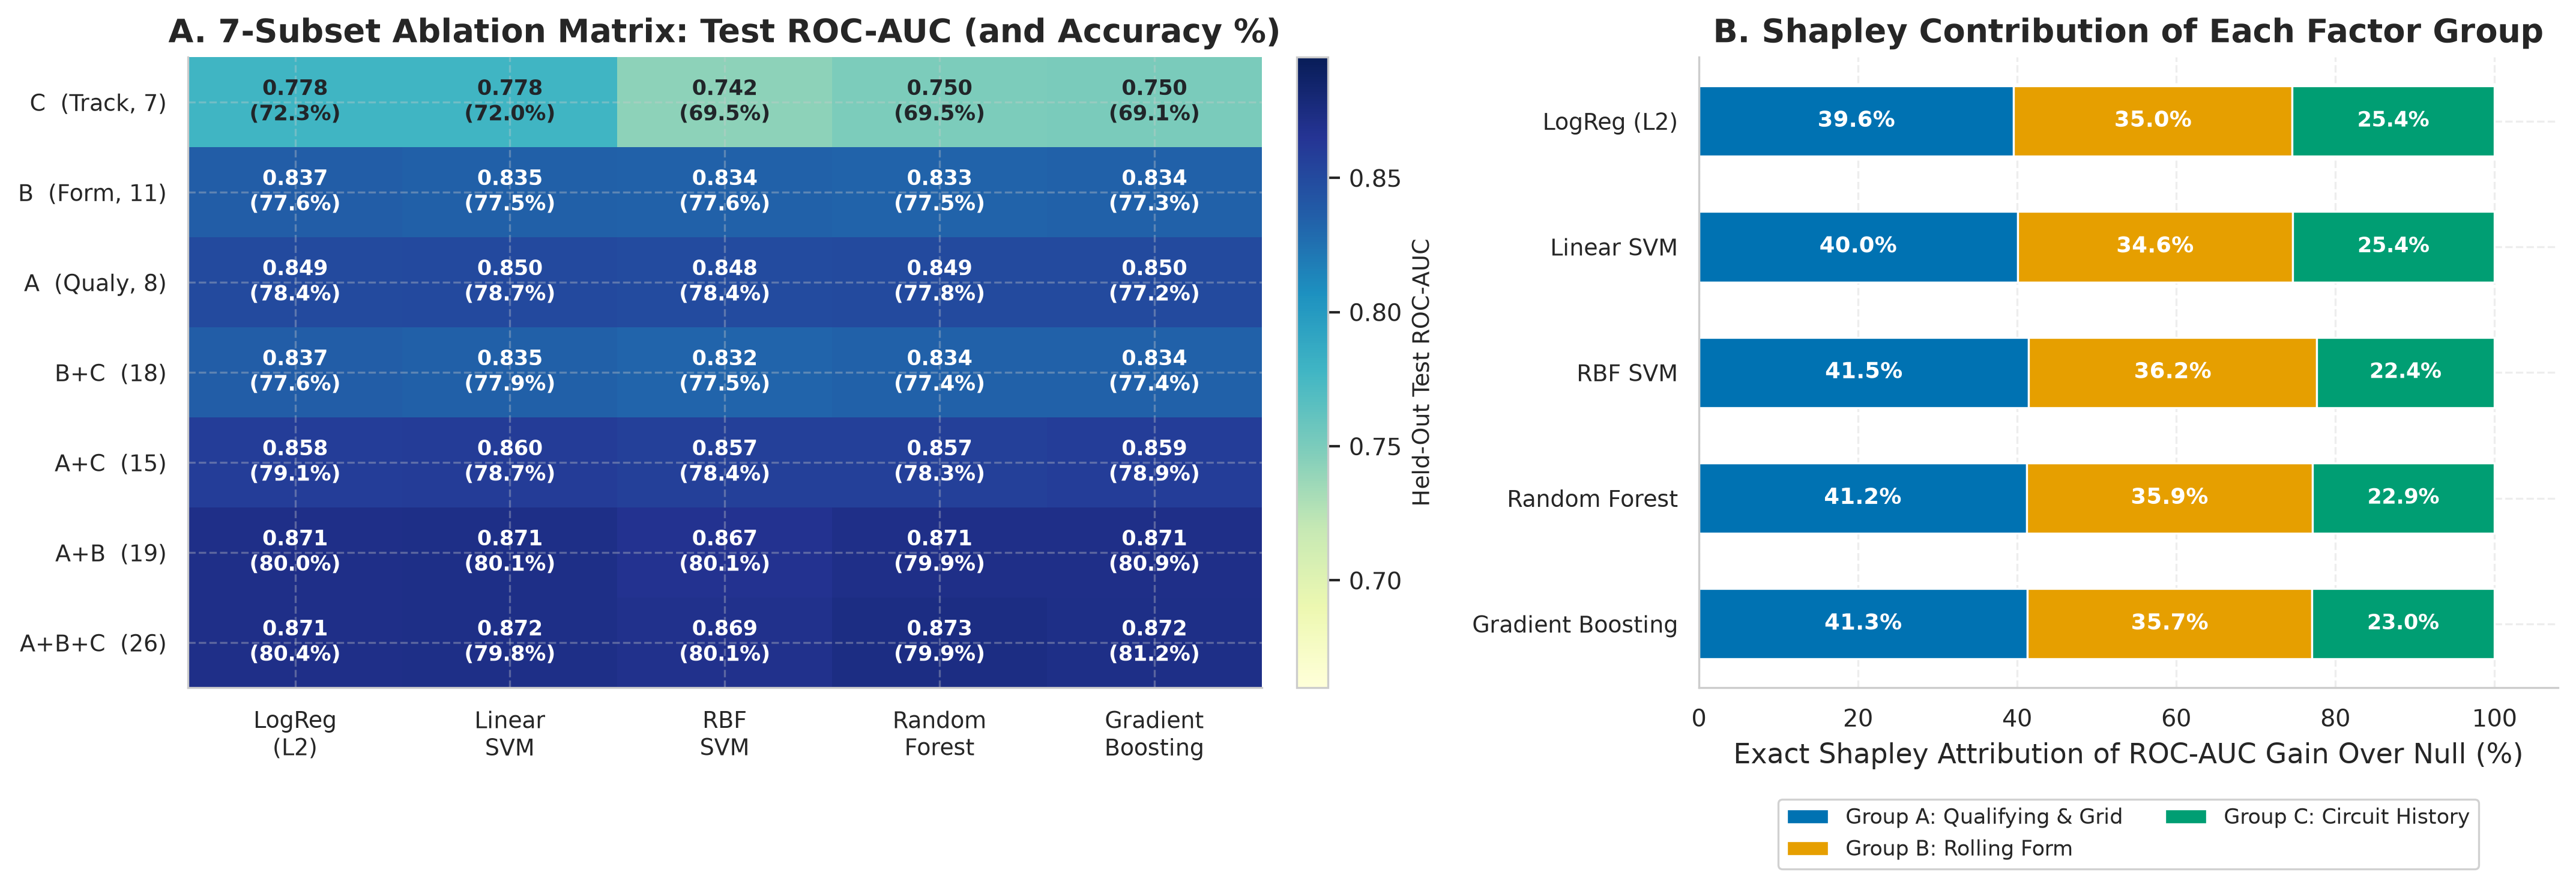 A. 7-Subset Ablation Matrix: Test ROC-AUC (and Accuracy %)
C (Track, 7)
0.778 0.778 0.742 0.750 0.750
(72.3%) (72.0%) (69.5%) (69.5%) (69.1%)
B (Form, 11)
0.837 0.835 0.834 0.833 0.834
(77.6%) (77.5%) (77.6%) (77.5%) (77.3%)
A (Qualy, 8)
0.849 0.850 0.848 0.849 0.850
(78.4%) (78.7%) (78.4%) (77.8%) (77.2%)
B+C (18)
0.837 0.835 0.832 0.834 0.834
(77.6%) (77.9%) (77.5%) (77.4%) (77.4%)
A+C (15)
0.858 0.860 0.857 0.857 0.859
(79.1%) (78.7%) (78.4%) (78.3%) (78.9%)
A+B (19)
0.871 0.871 0.867 0.871 0.871
(80.0%) (80.1%) (80.1%) (79.9%) (80.9%)
A+B+C (26)
0.871 0.872 0.869 0.873 0.872
(80.4%) (79.8%) (80.1%) (79.9%) (81.2%)
LogReg Linear RBF Random Gradient
(L2) SVM SVM Forest Boosting
0.85
0.80
0.75
0.70
Held-Out Test ROC-AUC
B. Shapley Contribution of Each Factor Group
LogReg (L2) 39.6% 35.0% 25.4%
Linear SVM 40.0% 34.6% 25.4%
RBF SVM 41.5% 36.2% 22.4%
Random Forest 41.2% 35.9% 22.9%
Gradient Boosting 41.3% 35.7% 23.0%
0 20 40 60 80 100
Exact Shapley Attribution of ROC-AUC Gain Over Null (%)
Group A: Qualifying & Grid
Group B: Rolling Form
Group C: Circuit History